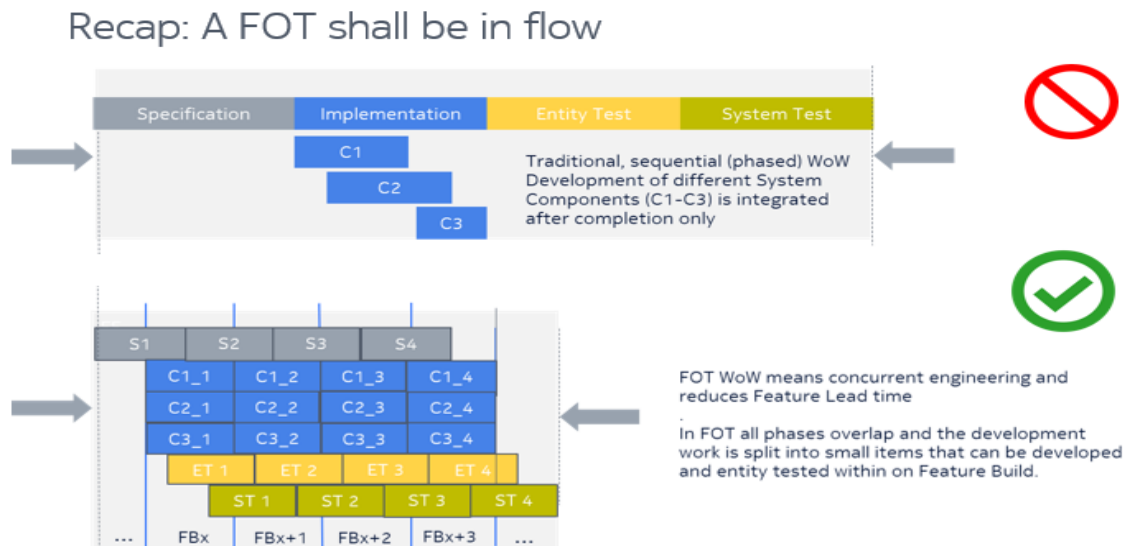 Recap: A FOT shall be in flow
Specification
Implementation
Entity Test
System Test
C1
C2
C3
Traditional, sequential (phased) WoW
Development of different System
Components (C1-C3) is integrated
after completion only
S1
S2
S3
S4
C1_1
C1_2
C1_3
C1_4
C2_1
C2_2
C2_3
C2_4
C3_1
C3_2
C3_3
C3_4
ET 1
ET 2
ET 3
ET 4
ST 1
ST 2
ST 3
ST 4
...
FBx
FBx+1
FBx+2
FBx+3
...
FOT WoW means concurrent engineering and
reduces Feature Lead time
.
In FOT all phases overlap and the development
work is split into small items that can be developed
and entity tested within on Feature Build.